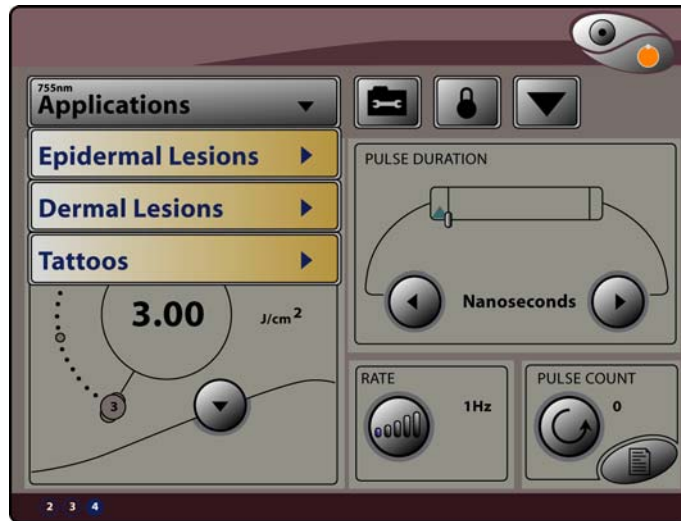 755nm
Applications
Epidermal Lesions
Dermal Lesions
Tattoos
3.00 J/cm2
3
PULSE DURATION
Nanoseconds
RATE
1Hz
PULSE COUNT
0
2 3 4